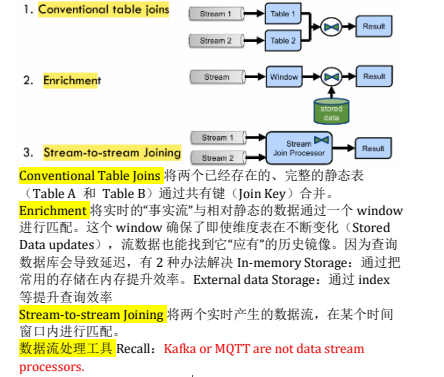 1. Conventional table joins
Stream 1
Table 1
Stream 2
Table 2
Result
2. Enrichment
Stream
Window
Result
stored
data
3. Stream-to-stream Joining
Stream 1
Stream 2
Stream
Join Processor
Result
Conventional Table Joins 将两个已经存在的、完整的静态表
（Table A 和 Table B）通过共有键（Join Key）合并。
Enrichment 将实时的“事实流”与相对静态的数据通过一个 window
进行匹配。这个 window 确保了即使维度表在不断变化（Stored
Data updates），流数据也能找到它“应有”的历史镜像。因为查询
数据库会导致延迟，有 2 种办法解决 In-memory Storage：通过把
常用的存储在内存提升效率。External data Storage：通过 index
等提升查询效率
Stream-to-stream Joining 将两个实时产生的数据流，在某个时间
窗口内进行匹配。
数据流处理工具 Recall：Kafka or MQTT are not data stream
processors.